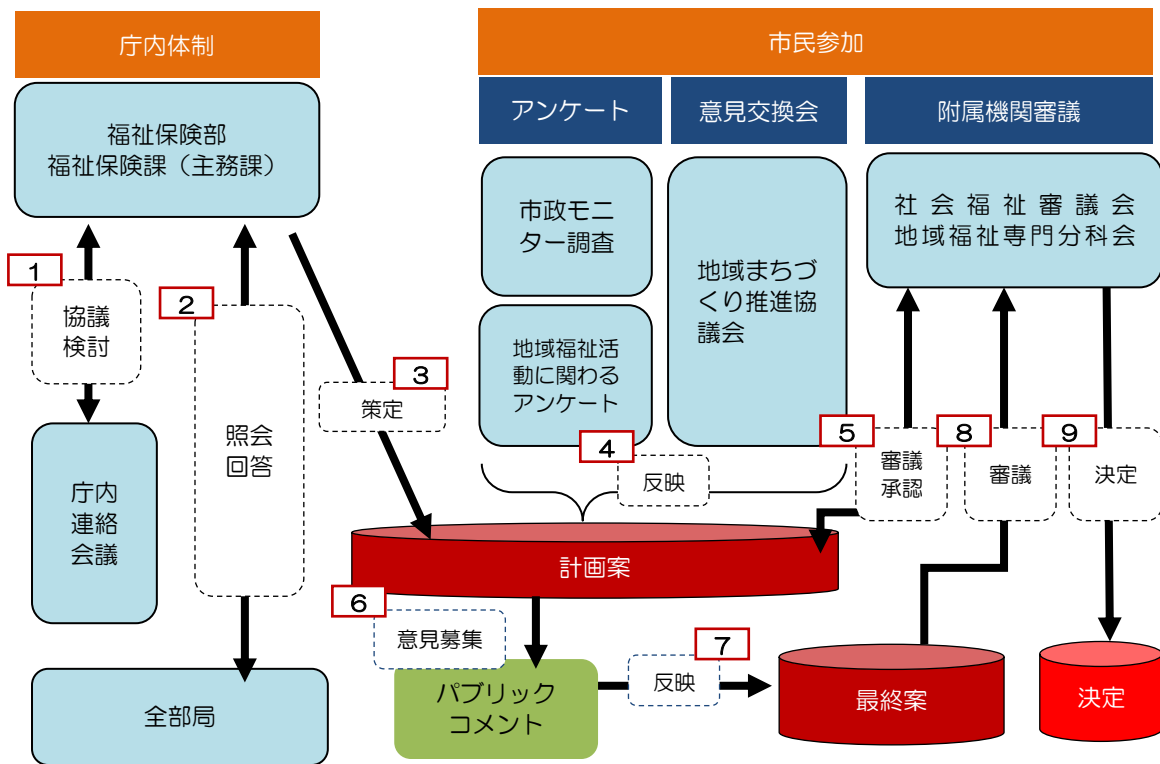 庁内体制
福祉保険部
福祉保険課（主務課）
１
協議
検討
２
照会
回答
庁内
連絡
会議
全部局
３
策定
市民参加
アンケート
意見交換会
附属機関審議
市政モニ
ター調査
地域福祉活
動に関わる
アンケート
地域まちづ
くり推進協
議会
社会福祉審議会
地域福祉専門分科会
４
反映
５
審議
承認
８
審議
９
決定
計画案
６
意見募集
パブリック
コメント
７
反映
最終案
決定